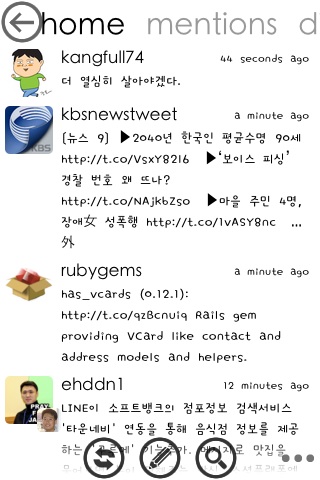 home mentions d
kangfull74 44 seconds ago
더 열심히 살아야겠다.
kbsnewstweet a minute ago
[뉴스 9] ▶2040년 한국인 평균수명 90세
http://t.co/VsxY8216 ▶'보이스 피싱'
경찰 번호 왜 뜨나?
http://t.co/NAjkbZso ▶마을 주민 4명,
장애女 성폭행 http://t.co/1vASY8nc ...
외
KBS
rubygems a minute ago
has_vcards (0.12.1):
http://t.co/qzBcnuiq Rails gem
providing VCard like contact and
address models and helpers.
ehddn1 12 minutes ago
LINE이 소프트뱅크의 점포정보 검색서비스
'타운네비' 연동을 통해 음식점 정보를 제공
하는
맛집을